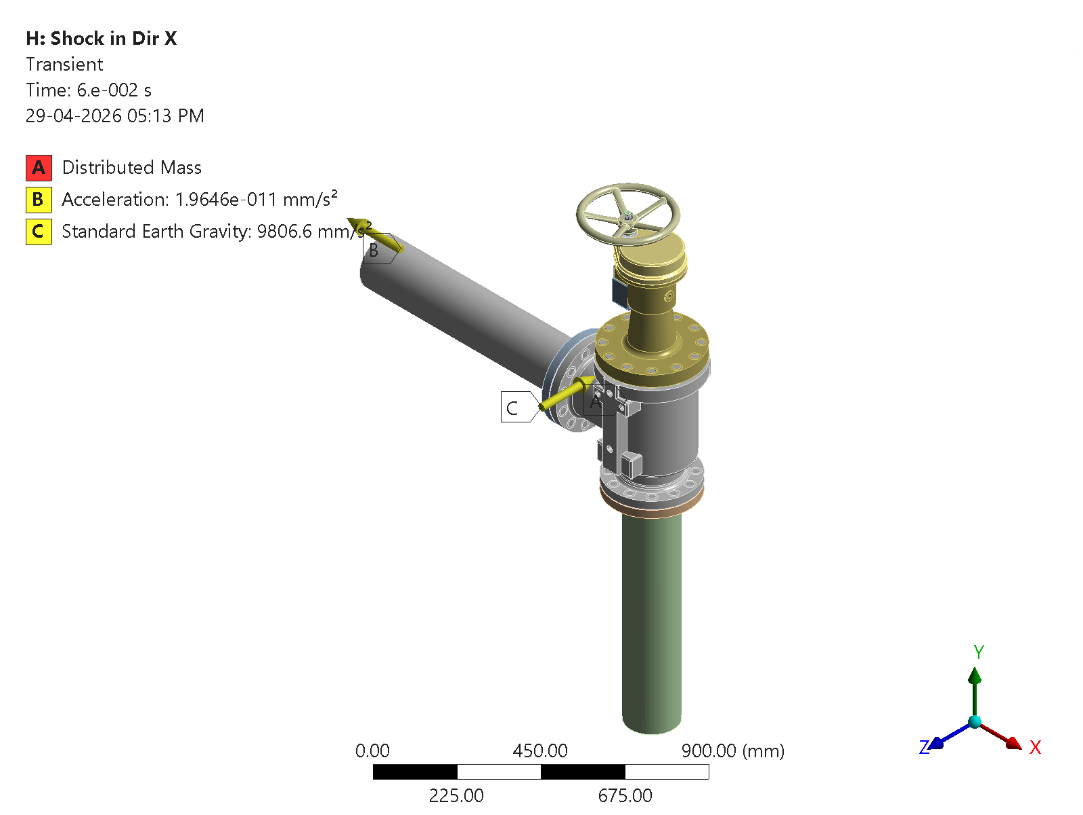 H: Shock in Dir X
Transient
Time: 6.e-002 s
29-04-2026 05:13 PM
A Distributed Mass
B Acceleration: 1.9646e-011 mm/s²
C Standard Earth Gravity: 9806.6 mm/s²
B
C
A
Y
Z
X
0.00 450.00 900.00 (mm)
225.00 675.00